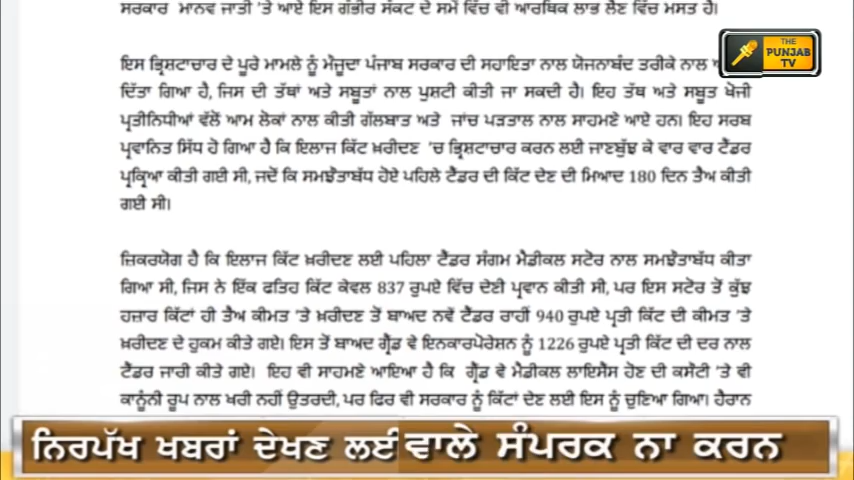 ਸਰਕਾਰ ਮਾਨਵ ਜਾਤੀ 'ਤੇ ਆਏ ਇਸ ਗੰਭੀਰ ਸੰਕਟ ਦੇ ਸਮੇਂ ਵਿੱਚ ਵੀ ਆਰਥਿਕ ਲਾਭ ਲੈਣ ਵਿੱਚ ਮਸਤ ਹੈ।
THE PUNJAB TV
ਇਸ ਭ੍ਰਿਸ਼ਟਾਚਾਰ ਦੇ ਪੂਰੇ ਮਾਮਲੇ ਨੂੰ ਮੌਜੂਦਾ ਪੰਜਾਬ ਸਰਕਾਰ ਦੀ ਸਹਾਇਤਾ ਨਾਲ ਯੋਜਨਾਬੰਦ ਤਰੀਕੇ ਨਾਲ
ਦਿੱਤਾ ਗਿਆ ਹੈ, ਜਿਸ ਦੀ ਤੱਥਾਂ ਅਤੇ ਸਬੂਤਾਂ ਨਾਲ ਪੁਸ਼ਟੀ ਕੀਤੀ ਜਾ ਸਕਦੀ ਹੈ। ਇਹ ਤੱਥ ਅਤੇ ਸਬੂਤ ਖੋਜੀ
ਪ੍ਰਤੀਨਿਧੀਆਂ ਵੱਲੋਂ ਆਮ ਲੋਕਾਂ ਨਾਲ ਕੀਤੀ ਗੱਲਬਾਤ ਅਤੇ ਜਾਂਚ ਪੜਤਾਲ ਨਾਲ ਸਾਹਮਣੇ ਆਏ ਹਨ। ਇਹ ਸਰਬ
ਪ੍ਰਵਾਨਿਤ ਸਿੱਧ ਹੋ ਗਿਆ ਹੈ ਕਿ ਇਲਾਜ ਕਿੱਟ ਖ਼ਰੀਦਣ 'ਚ ਭ੍ਰਿਸ਼ਟਾਚਾਰ ਕਰਨ ਲਈ ਜਾਣਬੁੱਝ ਕੇ ਵਾਰ ਵਾਰ ਟੈਂਡਰ
ਪ੍ਰਕ੍ਰਿਆ ਕੀਤੀ ਗਈ ਸੀ, ਜਦੋਂ ਕਿ ਸਮਝੌਤਾਬੱਧ ਹੋਏ ਪਹਿਲੇ ਟੈਂਡਰ ਦੀ ਕਿੱਟ ਦੇਣ ਦੀ ਮਿਆਦ 180 ਦਿਨ ਤੈਅ ਕੀਤੀ
ਗਈ ਸੀ।
ਜ਼ਿਕਰਯੋਗ ਹੈ ਕਿ ਇਲਾਜ ਕਿੱਟ ਖ਼ਰੀਦਣ ਲਈ ਪਹਿਲਾ ਟੈਂਡਰ ਸੰਗਮ ਮੈਡੀਕਲ ਸਟੋਰ ਨਾਲ ਸਮਝੌਤਾਬੱਧ ਕੀਤਾ
ਗਿਆ ਸੀ, ਜਿਸ ਨੇ ਇੱਕ ਫਤਿਹ ਕਿੱਟ ਕੇਵਲ 837 ਰੁਪਏ ਵਿੱਚ ਦੇਣੀ ਪ੍ਰਵਾਨ ਕੀਤੀ ਸੀ, ਪਰ ਇਸ ਸਟੋਰ ਤੋਂ ਕੁੱਝ
ਹਜ਼ਾਰ ਕਿੱਟਾਂ ਹੀ ਤੈਅ ਕੀਮਤ 'ਤੇ ਖ਼ਰੀਦਣ ਤੋਂ ਬਾਅਦ ਨਵੇਂ ਟੈਂਡਰ ਰਾਹੀਂ 940 ਰੁਪਏ ਪ੍ਰਤੀ ਕਿੱਟ ਦੀ ਕੀਮਤ 'ਤੇ
ਖ਼ਰੀਦਣ ਦੇ ਹੁਕਮ ਕੀਤੇ ਗਏ। ਇਸ ਤੋਂ ਬਾਅਦ ਗ੍ਰੈਂਡ ਵੇ ਇਨਕਾਰਪੋਰੇਸ਼ਨ ਨੂੰ 1226 ਰੁਪਏ ਪ੍ਰਤੀ ਕਿੱਟ ਦੀ ਦਰ ਨਾਲ
ਟੈਂਡਰ ਜਾਰੀ ਕੀਤੇ ਗਏ। ਇਹ ਵੀ ਸਾਹਮਣੇ ਆਇਆ ਹੈ ਕਿ ਗ੍ਰੈਂਡ ਵੇ ਮੈਡੀਕਲ ਲਾਇਸੈਂਸ ਹੋਣ ਦੀ ਕਸੌਟੀ 'ਤੇ ਵੀ
ਕਾਨੂੰਨੀ ਰੂਪ ਨਾਲ ਖਰੀ ਨਹੀਂ ਉਤਰਦੀ, ਪਰ ਫਿਰ ਵੀ ਸਰਕਾਰ ਨੂੰ ਕਿੱਟਾਂ ਦੇਣ ਲਈ ਇਸ ਨੂੰ ਚੁਣਿਆ ਗਿਆ। ਹੈਰਾਨ
ਨਿਰਪੱਖ ਖਬਰਾਂ ਦੇਖਣ ਲਈ ਵਾਲੇ ਸੰਪਰਕ ਨਾ ਕਰਨ